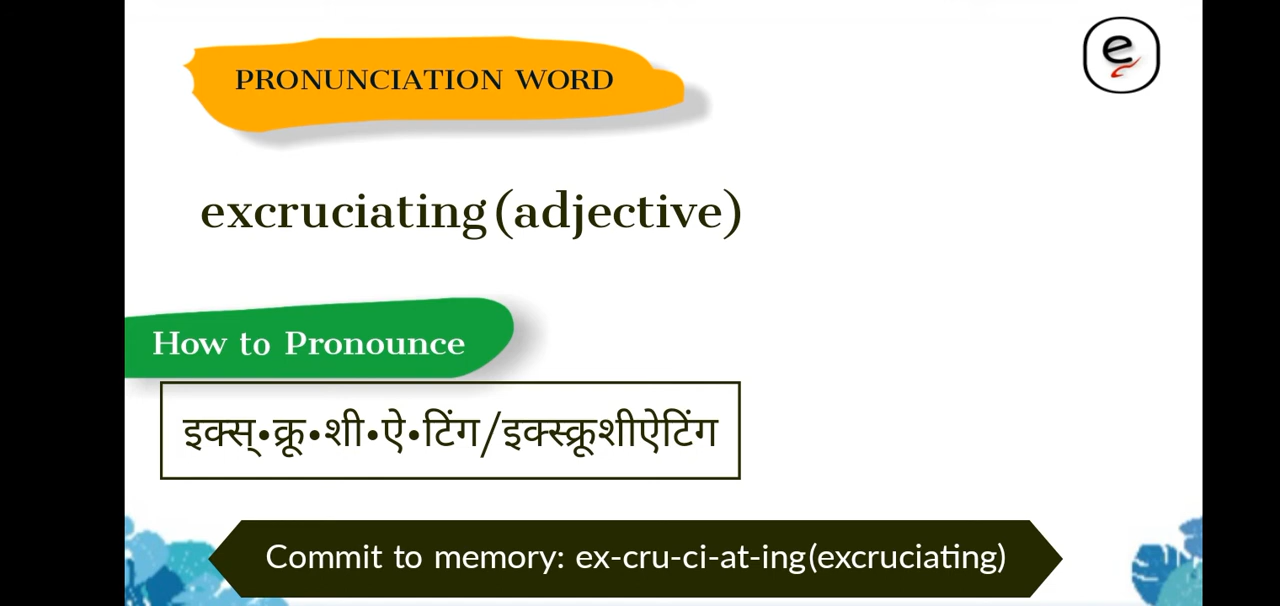 e
PRONUNCIATION WORD
excruciating (adjective)
How to Pronounce
इक्स्•क्रू•शी•ऐ•टिंग/इक्स्क्रूशीऐटिंग
Commit to memory: ex-cru-ci-at-ing(excruciating)